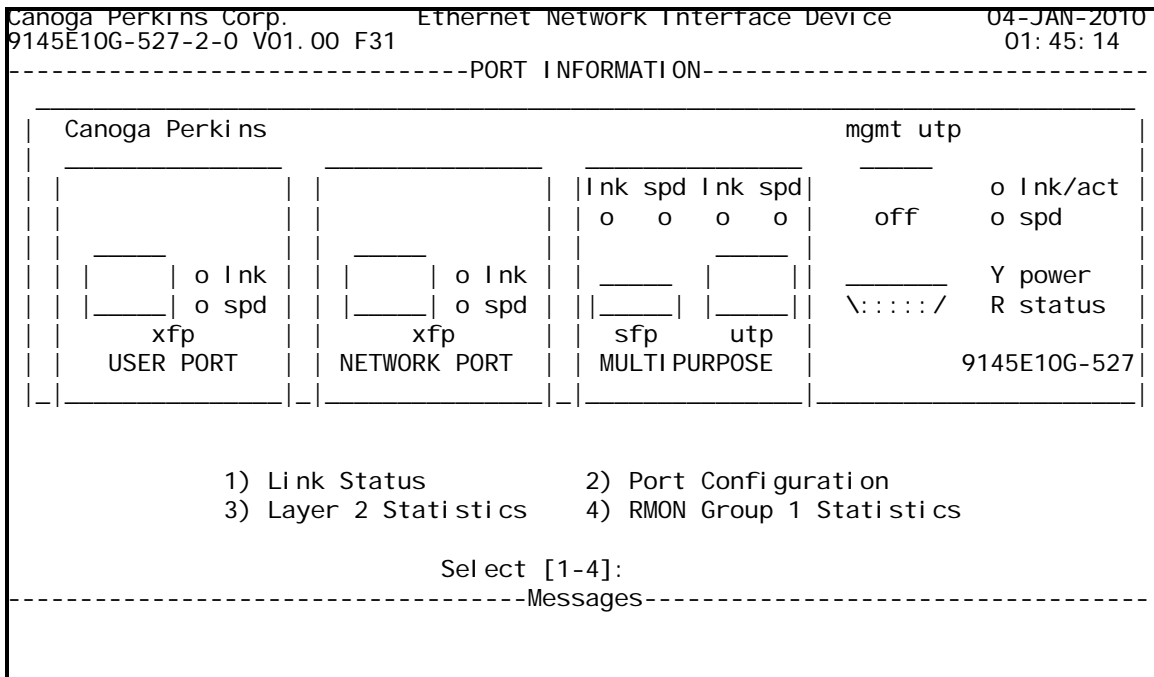 Canoga Perkins Corp. Ethernet Network Interface Device 04-JAN-2010
9145E10G-527-2-0 V01.00 F31 01:45:14
--------------------------------PORT INFORMATION-------------------------------
Canoga Perkins mgmt utp
lnk spd lnk spd o lnk/act
o o o o off o spd
o lnk o lnk Y power
o spd o spd \:::::/ R status
xfp xfp sfp utp
USER PORT NETWORK PORT MULTIPURPOSE 9145E10G-527
1) Link Status 2) Port Configuration
3) Layer 2 Statistics 4) RMON Group 1 Statistics
Select [1-4]:
------------------------------------Messages-----------------------------------